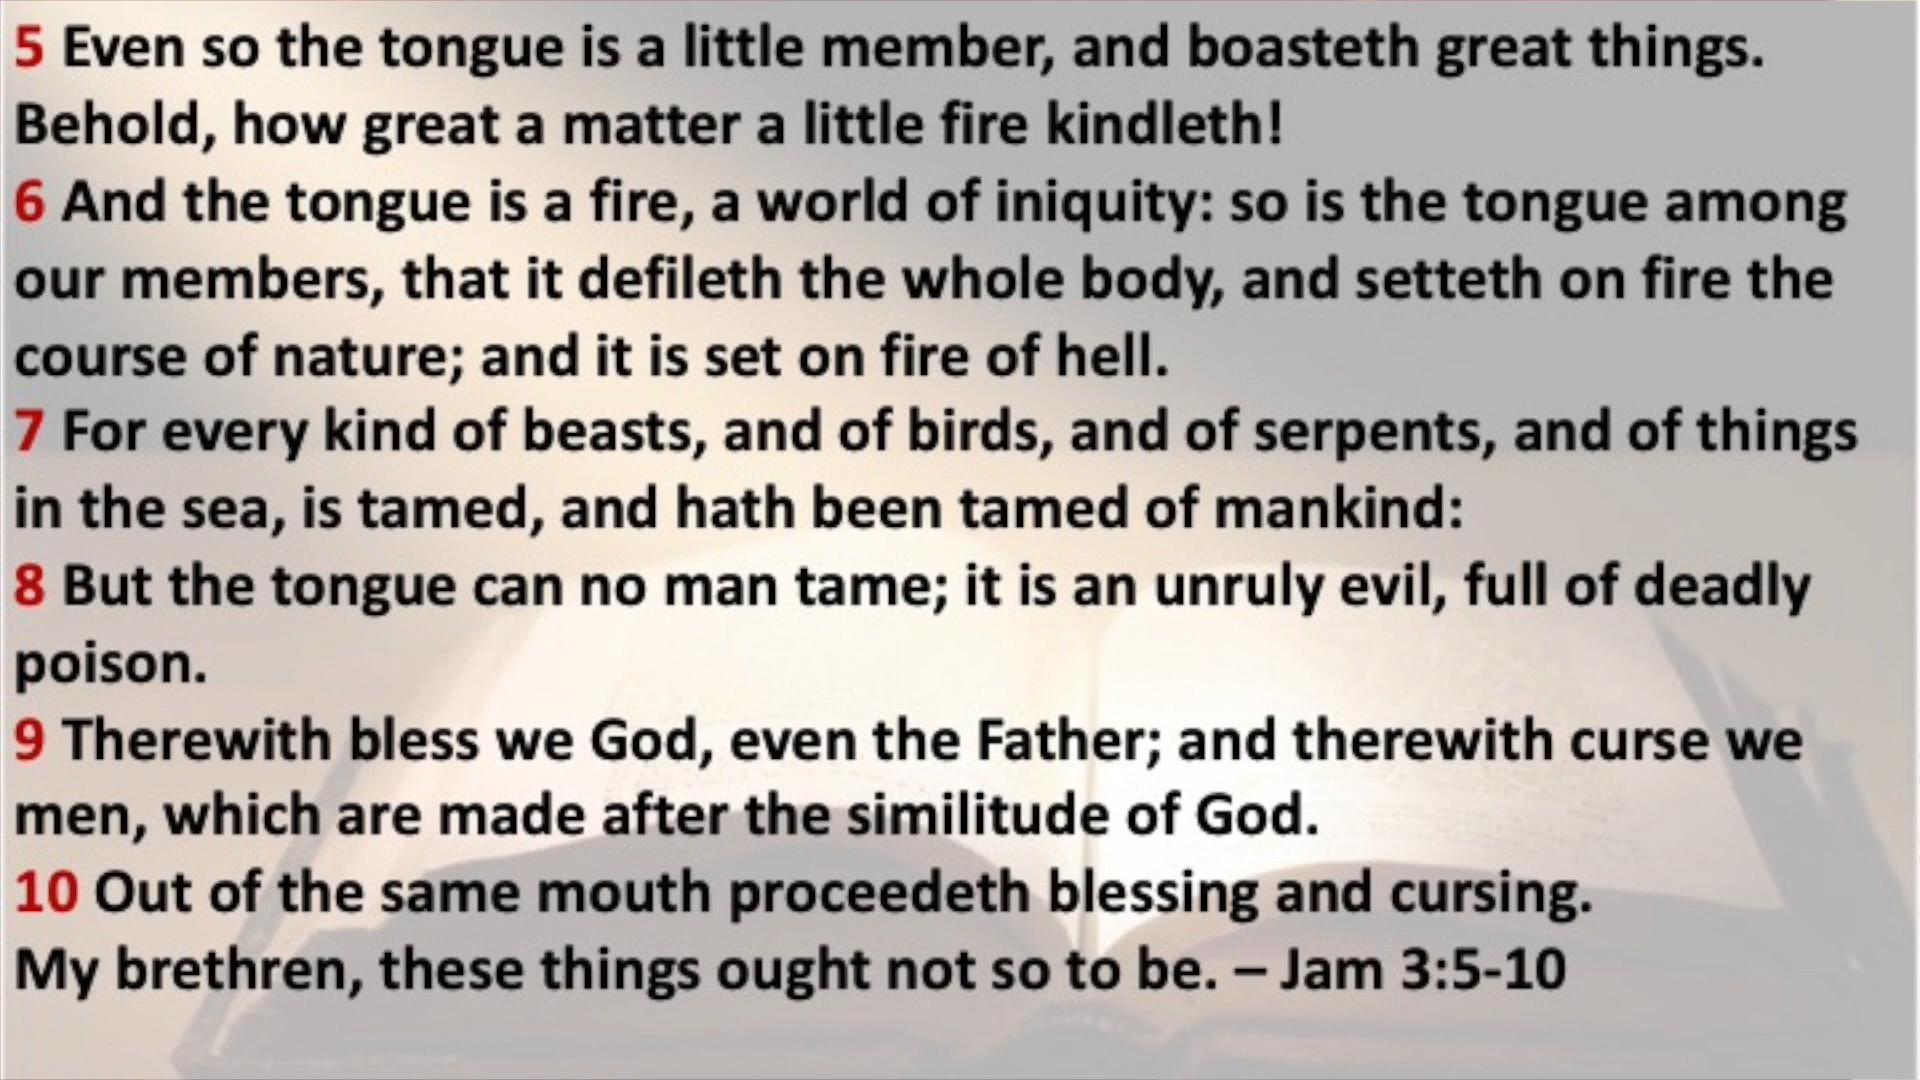 5 Even so the tongue is a little member, and boasteth great things.
Behold, how great a matter a little fire kindleth!
6 And the tongue is a fire, a world of iniquity: so is the tongue among
our members, that it defileth the whole body, and setteth on fire the
course of nature; and it is set on fire of hell.
7 For every kind of beasts, and of birds, and of serpents, and of things
in the sea, is tamed, and hath been tamed of mankind:
8 But the tongue can no man tame; it is an unruly evil, full of deadly
poison.
9 Therewith bless we God, even the Father; and therewith curse we
men, which are made after the similitude of God.
10 Out of the same mouth proceedeth blessing and cursing.
My brethren, these things ought not so to be. – Jam 3:5-10